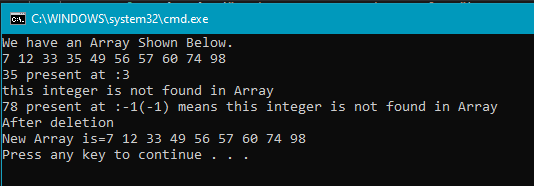 C:\WINDOWS\system32\cmd.exe
We have an Array Shown Below.
7 12 33 35 49 56 57 60 74 98
35 present at :3
this integer is not found in Array
78 present at :-1(-1) means this integer is not found in Array
After deletion
New Array is=7 12 33 49 56 57 60 74 98
Press any key to continue . . .